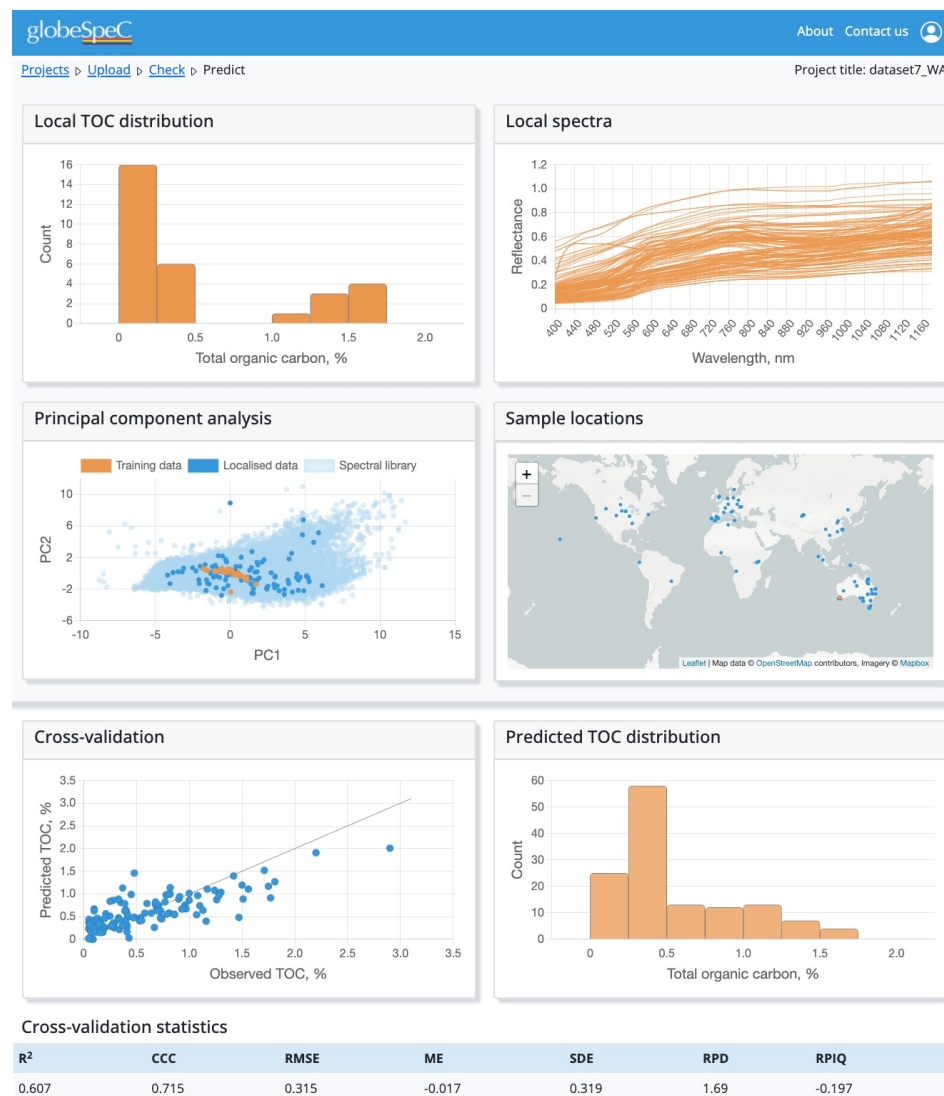 globeSpeC
About Contact us
Projects ▹ Upload ▹ Check ▹ Predict
Project title: dataset7_WA
Local TOC distribution
16
14
12
10
8
6
4
2
0
Count
0 0.5 1.0 1.5 2.0
Total organic carbon, %
Local spectra
1.2
1.0
0.8
0.6
0.4
0.2
0
Reflectance
400 440 480 520 560 600 640 680 720 760 800 840 880 920 960 1000 1040 1080 1120 1160
Wavelength, nm
Principal component analysis
Training data Localised data Spectral library
10
6
2
-2
-6
PC2
-10 -5 0 5 10 15
PC1
Sample locations
+
−
Leaflet | Map data © OpenStreetMap contributors, Imagery © Mapbox
Cross-validation
3.5
3.0
2.5
2.0
1.5
1.0
0.5
0
Predicted TOC, %
0 0.5 1.0 1.5 2.0 2.5 3.0 3.5
Observed TOC, %
Predicted TOC distribution
60
50
40
30
20
10
0
Count
0 0.5 1.0 1.5 2.0
Total organic carbon, %
Cross-validation statistics
R² CCC RMSE ME SDE RPD RPIQ
0.607 0.715 0.315 -0.017 0.319 1.69 -0.197